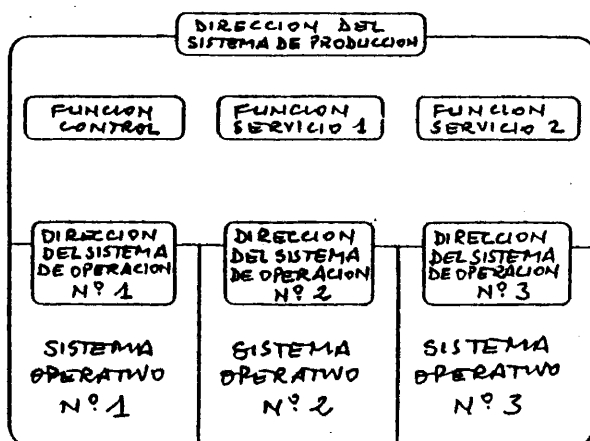 DIRECCION DEL
SISTEMA DE PRODUCCION
FUNCION
CONTROL
FUNCION
SERVICIO 1
FUNCION
SERVICIO 2
DIRECCION
DEL SISTEMA
DE OPERACION
Nº 1
DIRECCION
DEL SISTEMA
DE OPERACION
Nº 2
DIRECCION
DEL SISTEMA
DE OPERACION
Nº 3
SISTEMA
OPERATIVO
Nº 1
SISTEMA
OPERATIVO
Nº 2
SISTEMA
OPERATIVO
Nº 3